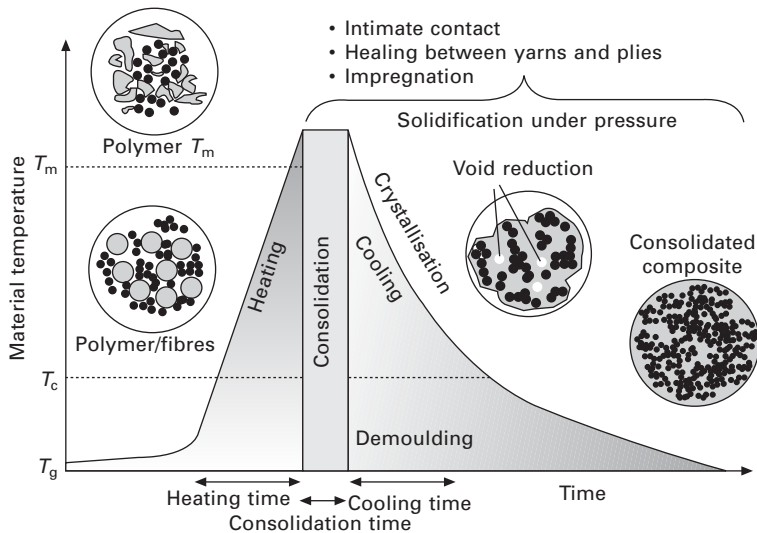 • Intimate contact
• Healing between yarns and plies
• Impregnation
Solidification under pressure
Polymer Tm
Tm
Void reduction
Material temperature
Heating
Consolidation
Cooling
Crystallisation
Consolidated
composite
Polymer/fibres
Tc
Demoulding
Tg
Heating time
Cooling time
Time
Consolidation time